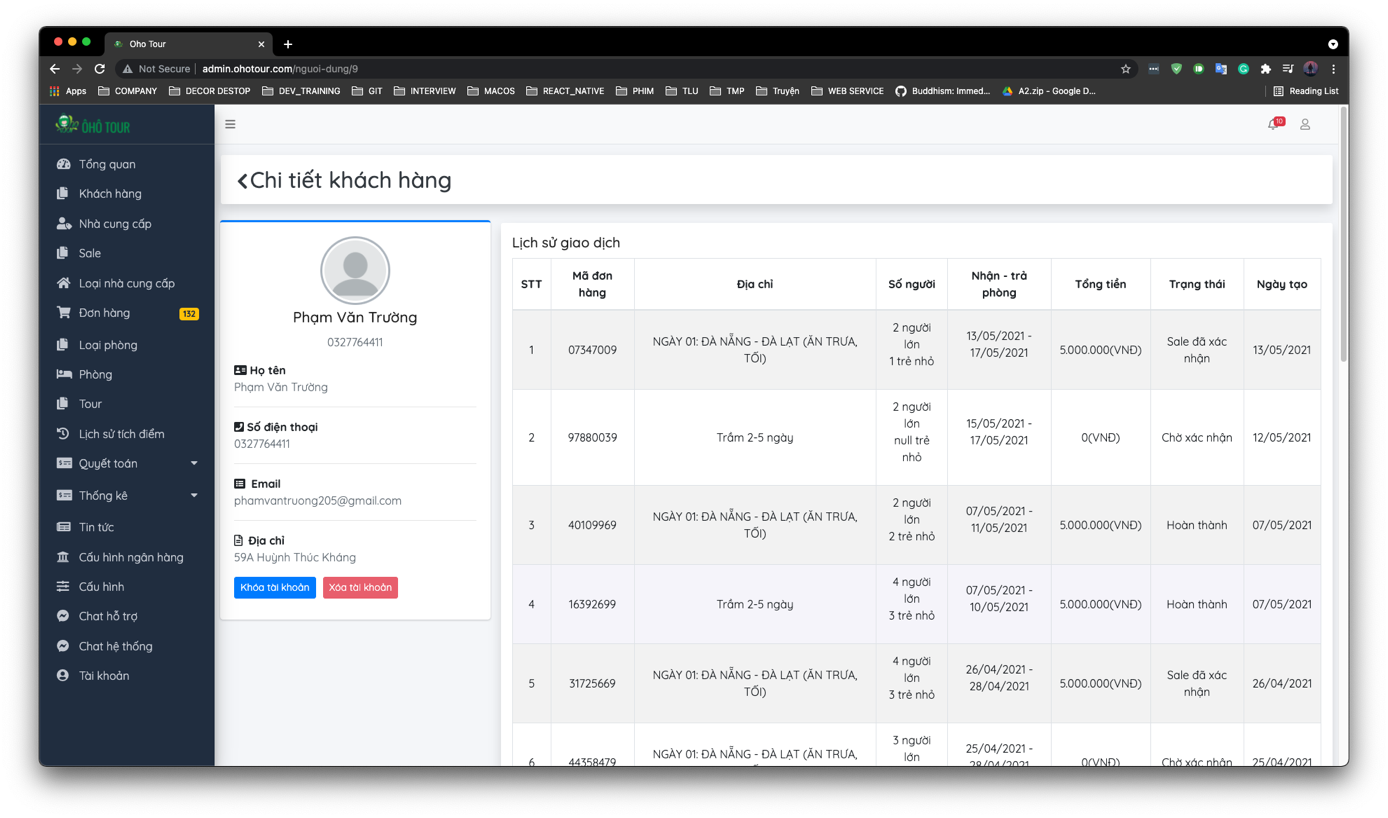 Oho Tour
Not Secure
admin.ohotour.com/nguoi-dung/9
Apps COMPANY DECOR DESTOP DEV_TRAINING GIT INTERVIEW MACOS REACT_NATIVE PHIM TLU TMP Truyện WEB SERVICE Buddhism: Immed... A2.zip - Google D... Reading List
ÔHÔ TOUR
10
Tổng quan
Khách hàng
Nhà cung cấp
Sale
Loại nhà cung cấp
Đơn hàng 132
Loại phòng
Phòng
Tour
Lịch sử tích điểm
Quyết toán
Thống kê
Tin tức
Cấu hình ngân hàng
Cấu hình
Chat hỗ trợ
Chat hệ thống
Tài khoản
Chi tiết khách hàng
Phạm Văn Trường
0327764411
Họ tên
Phạm Văn Trường
Số điện thoại
0327764411
Email
phamvantruong205@gmail.com
Địa chỉ
59A Huỳnh Thúc Kháng
Khóa tài khoản Xóa tài khoản
Lịch sử giao dịch
STT Mã đơn hàng Địa chỉ Số người Nhận - trả phòng Tổng tiền Trạng thái Ngày tạo
1 07347009 NGÀY 01: ĐÀ NẴNG - ĐÀ LẠT (ĂN TRƯA, TỐI) 2 người lớn 1 trẻ nhỏ 13/05/2021 - 17/05/2021 5.000.000(VNĐ) Sale đã xác nhận 13/05/2021
2 97880039 Trầm 2-5 ngày 2 người lớn null trẻ nhỏ 15/05/2021 - 17/05/2021 0(VNĐ) Chờ xác nhận 12/05/2021
3 40109969 NGÀY 01: ĐÀ NẴNG - ĐÀ LẠT (ĂN TRƯA, TỐI) 2 người lớn 2 trẻ nhỏ 07/05/2021 - 11/05/2021 5.000.000(VNĐ) Hoàn thành 07/05/2021
4 16392699 Trầm 2-5 ngày 4 người lớn 3 trẻ nhỏ 07/05/2021 - 10/05/2021 5.000.000(VNĐ) Hoàn thành 07/05/2021
5 31725669 NGÀY 01: ĐÀ NẴNG - ĐÀ LẠT (ĂN TRƯA, TỐI) 4 người lớn 3 trẻ nhỏ 26/04/2021 - 28/04/2021 5.000.000(VNĐ) Sale đã xác nhận 26/04/2021
6 44358479 NGÀY 01: ĐÀ NẴNG - ĐÀ LẠT (ĂN TRƯA, 3 người lớn 25/04/2021 - 28/04/2021 0(VNĐ) Chờ xác nhận 25/04/2021